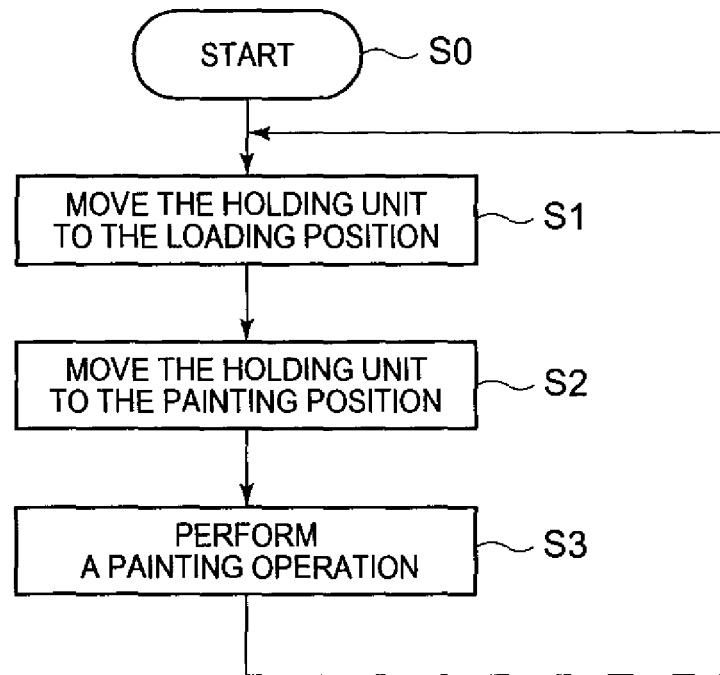 START
S0
MOVE THE HOLDING UNIT
TO THE LOADING POSITION
S1
MOVE THE HOLDING UNIT
TO THE PAINTING POSITION
S2
PERFORM
A PAINTING OPERATION
S3